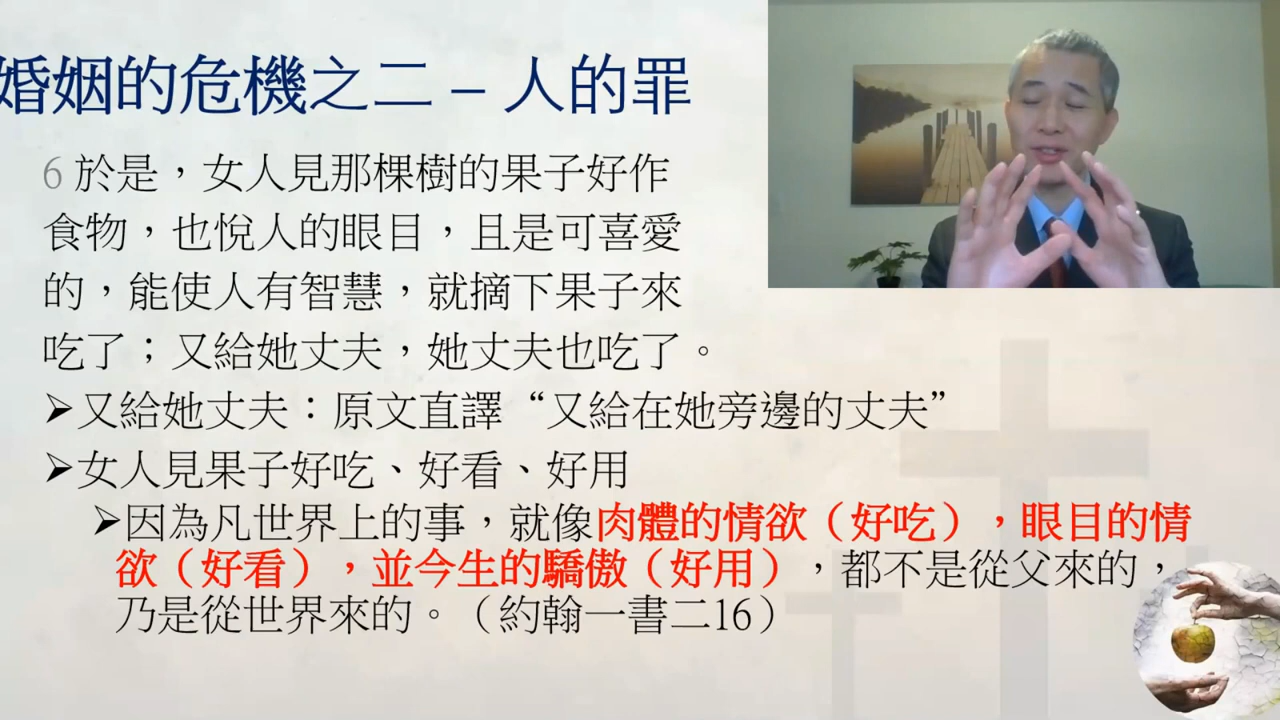 婚姻的危機之二 – 人的罪
6 於是，女人見那棵樹的果子好作
食物，也悅人的眼目，且是可喜愛
的，能使人有智慧，就摘下果子來
吃了；又給她丈夫，她丈夫也吃了。
➢又給她丈夫：原文直譯“又給在她旁邊的丈夫”
➢女人見果子好吃、好看、好用
➢因為凡世界上的事，就像肉體的情欲（好吃），眼目的情
欲（好看），並今生的驕傲（好用），都不是從父來的，
乃是從世界來的。（約翰一書二16）